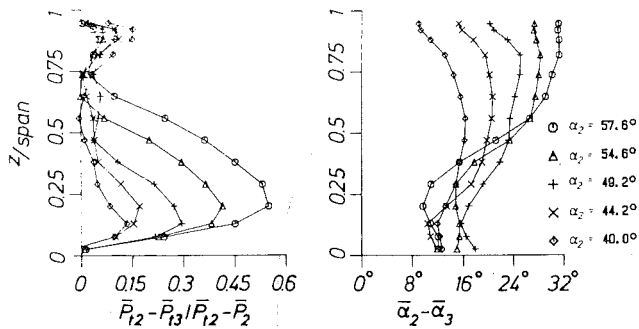 1
0.75
0.5
0.25
0
z/span
0 0.15 0.3 0.45 0.6
P̄t2-P̄t3/P̄t2-P̄2
1
0.75
0.5
0.25
0
8° 16° 24° 32°
ᾱ2-ᾱ3
α2 = 57.6°
α2 = 54.6°
α2 = 49.2°
α2 = 44.2°
α2 = 40.0°